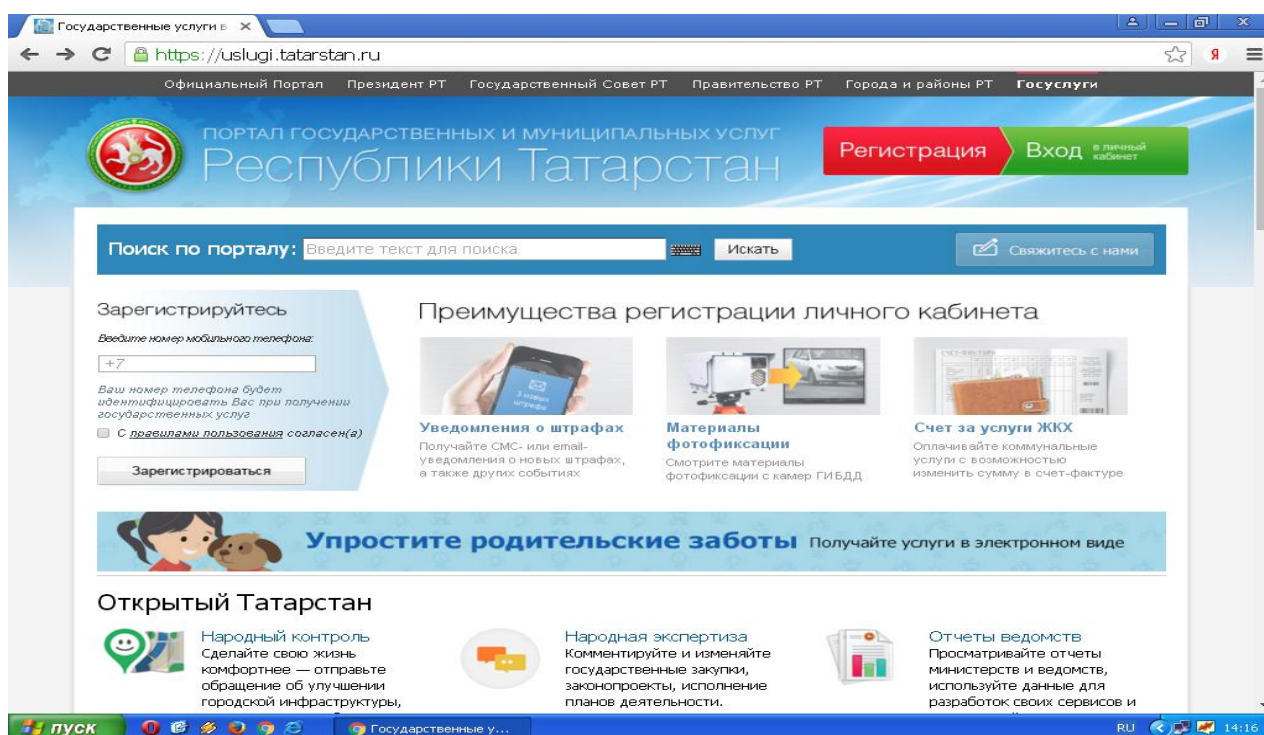 Государственные услуги в
https://uslugi.tatarstan.ru
Я
Официальный Портал Президент РТ Государственный Совет РТ Правительство РТ Города и районы РТ Госуслуги
ПОРТАЛ ГОСУДАРСТВЕННЫХ И МУНИЦИПАЛЬНЫХ УСЛУГ
Республики Татарстан
Регистрация Вход в личный кабинет
Поиск по порталу: Введите текст для поиска Искать Свяжитесь с нами
Зарегистрируйтесь
Введите номер мобильного телефона:
+7
Ваш номер телефона будет
идентифицировать Вас при получении
государственных услуг
С правилами пользования согласен(а)
Зарегистрироваться
Преимущества регистрации личного кабинета
3 новых
штрафа
Уведомления о штрафах
Получайте СМС- или email-
уведомления о новых штрафах,
а также других событиях
Материалы
фотофиксации
Смотрите материалы
фотофиксации с камер ГИБДД
СЧЕТ-ФАКТУРА
Счет за услуги ЖКХ
Оплачивайте коммунальные
услуги с возможностью
изменить сумму в счет-фактуре
Упростите родительские заботы Получайте услуги в электронном виде
Открытый Татарстан
Народный контроль
Сделайте свою жизнь
комфортнее — отправьте
обращение об улучшении
городской инфраструктуры,
Народная экспертиза
Комментируйте и изменяйте
государственные закупки,
законопроекты, исполнение
планов деятельности.
Отчеты ведомств
Просматривайте отчеты
министерств и ведомств,
используйте данные для
разработок своих сервисов и
пуск Государственные у... RU 14:16